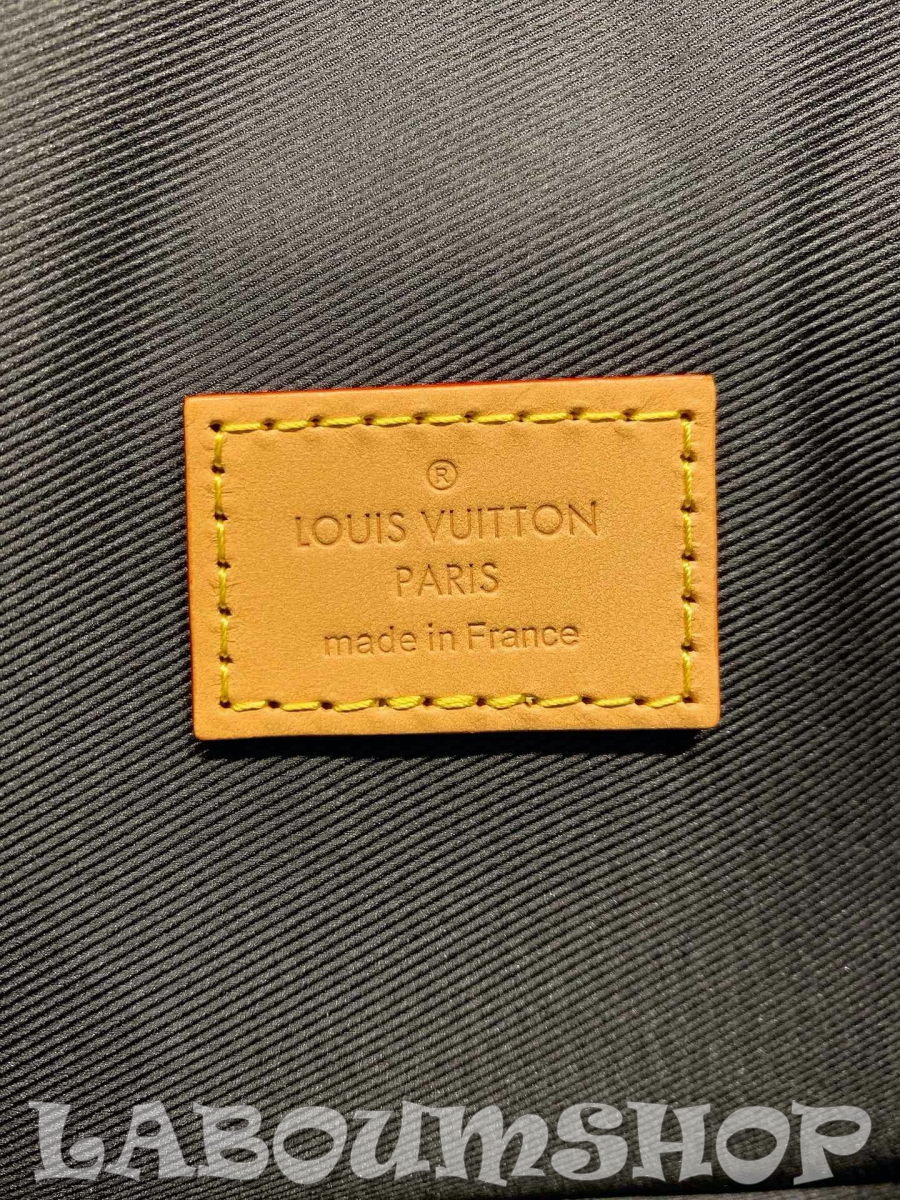 ®
LOUIS VUITTON
PARIS
made in France
LABOUMSHOP